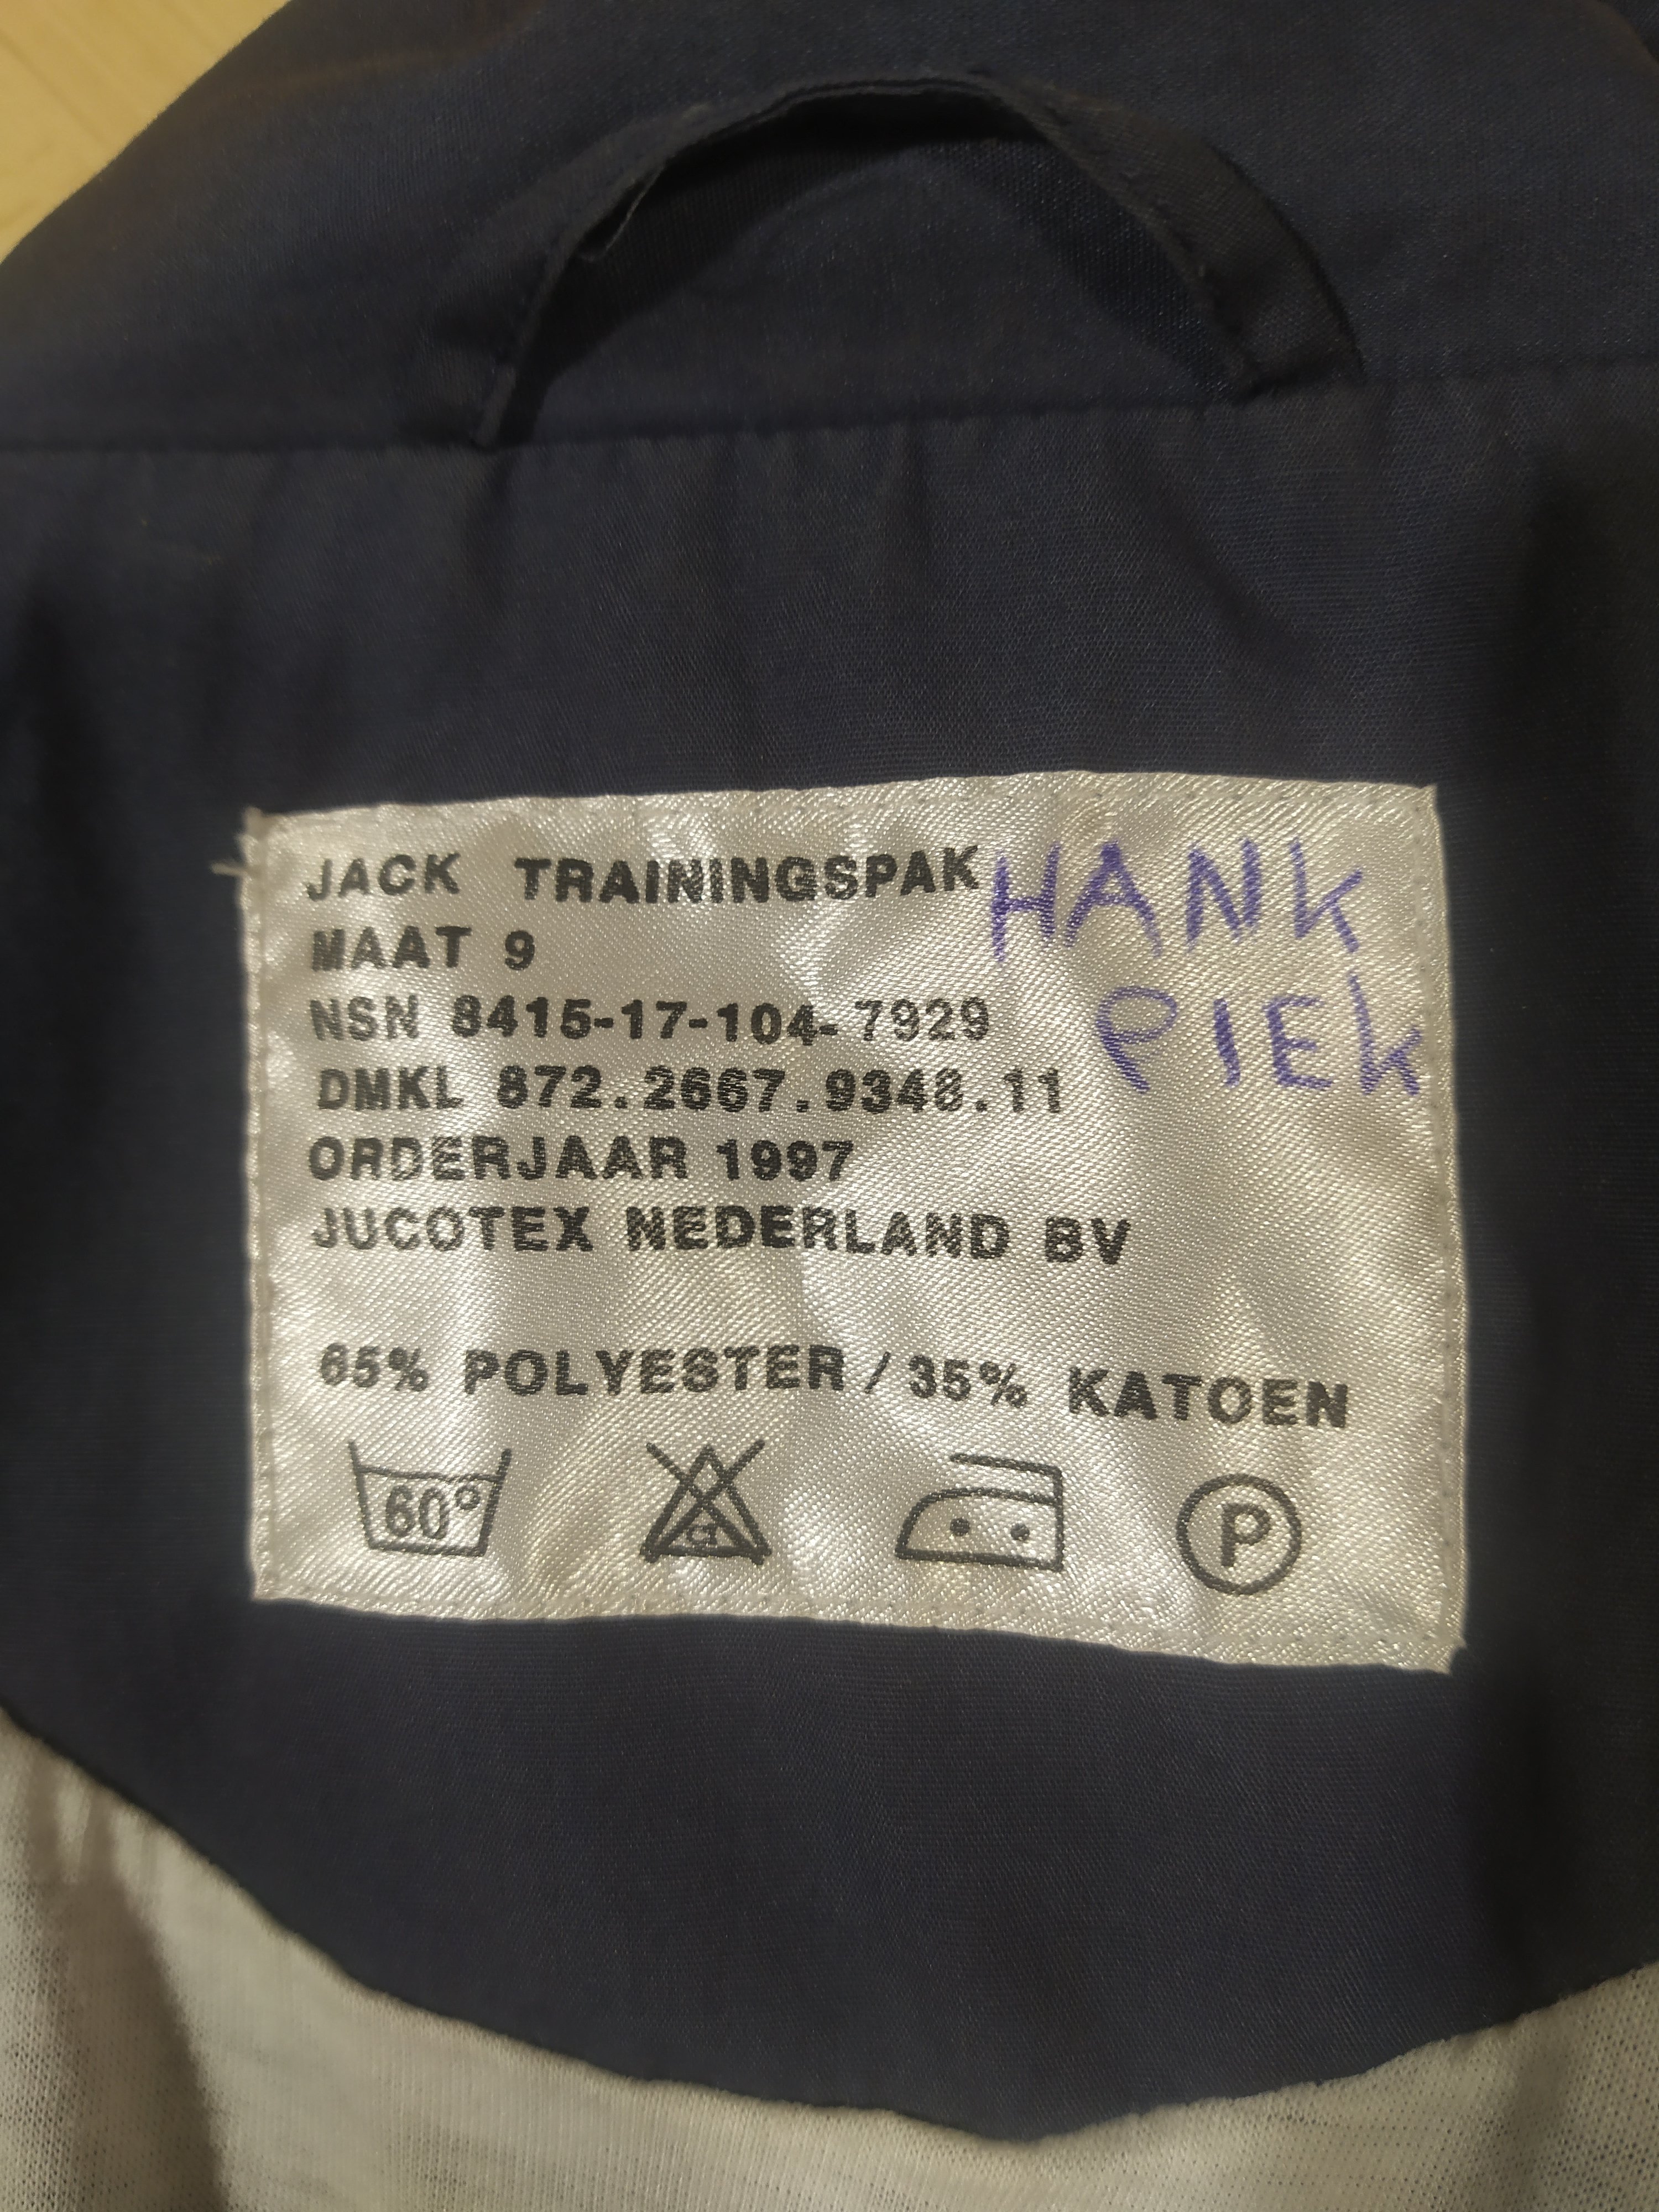 JACK TRAININGSPAK
HANK
MAAT 9
PIEK
NSN 8415-17-104-7929
DMKL 872.2667.9348.11
ORDERJAAR 1997
JUCOTEX NEDERLAND BV
65% POLYESTER / 35% KATOEN
60°
Cl
P